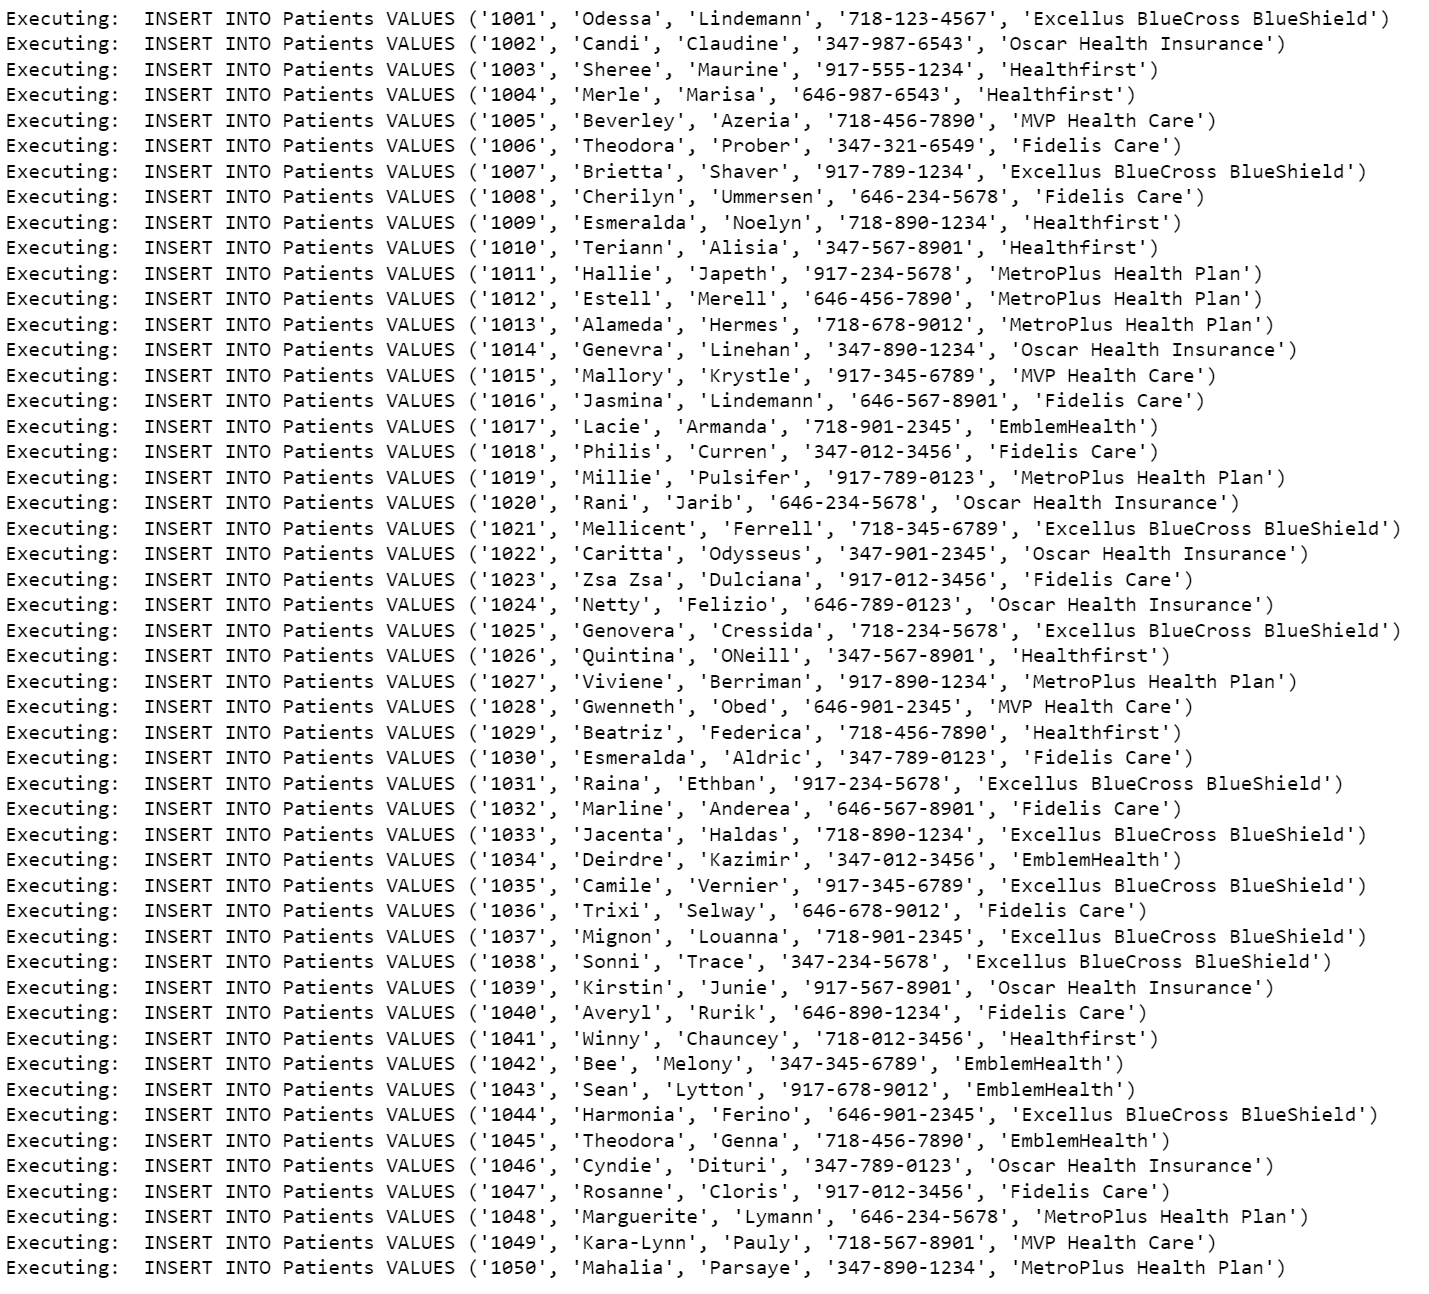 Executing:  INSERT INTO Patients VALUES ('1001', 'Odessa', 'Lindemann', '718-123-4567', 'Excellus BlueCross BlueShield')
Executing:  INSERT INTO Patients VALUES ('1002', 'Candi', 'Claudine', '347-987-6543', 'Oscar Health Insurance')
Executing:  INSERT INTO Patients VALUES ('1003', 'Sheree', 'Maurine', '917-555-1234', 'Healthfirst')
Executing:  INSERT INTO Patients VALUES ('1004', 'Merle', 'Marisa', '646-987-6543', 'Healthfirst')
Executing:  INSERT INTO Patients VALUES ('1005', 'Beverley', 'Azeria', '718-456-7890', 'MVP Health Care')
Executing:  INSERT INTO Patients VALUES ('1006', 'Theodora', 'Prober', '347-321-6549', 'Fidelis Care')
Executing:  INSERT INTO Patients VALUES ('1007', 'Brietta', 'Shaver', '917-789-1234', 'Excellus BlueCross BlueShield')
Executing:  INSERT INTO Patients VALUES ('1008', 'Cherilyn', 'Ummersen', '646-234-5678', 'Fidelis Care')
Executing:  INSERT INTO Patients VALUES ('1009', 'Esmeralda', 'Noelyn', '718-890-1234', 'Healthfirst')
Executing:  INSERT INTO Patients VALUES ('1010', 'Teriann', 'Alisia', '347-567-8901', 'Healthfirst')
Executing:  INSERT INTO Patients VALUES ('1011', 'Hallie', 'Japeth', '917-234-5678', 'MetroPlus Health Plan')
Executing:  INSERT INTO Patients VALUES ('1012', 'Estell', 'Merell', '646-456-7890', 'MetroPlus Health Plan')
Executing:  INSERT INTO Patients VALUES ('1013', 'Alameda', 'Hermes', '718-678-9012', 'MetroPlus Health Plan')
Executing:  INSERT INTO Patients VALUES ('1014', 'Genevra', 'Linehan', '347-890-1234', 'Oscar Health Insurance')
Executing:  INSERT INTO Patients VALUES ('1015', 'Mallory', 'Krystle', '917-345-6789', 'MVP Health Care')
Executing:  INSERT INTO Patients VALUES ('1016', 'Jasmina', 'Lindemann', '646-567-8901', 'Fidelis Care')
Executing:  INSERT INTO Patients VALUES ('1017', 'Lacie', 'Armanda', '718-901-2345', 'EmblemHealth')
Executing:  INSERT INTO Patients VALUES ('1018', 'Philis', 'Curren', '347-012-3456', 'Fidelis Care')
Executing:  INSERT INTO Patients VALUES ('1019', 'Millie', 'Pulsifer', '917-789-0123', 'MetroPlus Health Plan')
Executing:  INSERT INTO Patients VALUES ('1020', 'Rani', 'Jarib', '646-234-5678', 'Oscar Health Insurance')
Executing:  INSERT INTO Patients VALUES ('1021', 'Mellicent', 'Ferrell', '718-345-6789', 'Excellus BlueCross BlueShield')
Executing:  INSERT INTO Patients VALUES ('1022', 'Caritta', 'Odysseus', '347-901-2345', 'Oscar Health Insurance')
Executing:  INSERT INTO Patients VALUES ('1023', 'Zsa Zsa', 'Dulciana', '917-012-3456', 'Fidelis Care')
Executing:  INSERT INTO Patients VALUES ('1024', 'Netty', 'Felizio', '646-789-0123', 'Oscar Health Insurance')
Executing:  INSERT INTO Patients VALUES ('1025', 'Genovera', 'Cressida', '718-234-5678', 'Excellus BlueCross BlueShield')
Executing:  INSERT INTO Patients VALUES ('1026', 'Quintina', 'ONeill', '347-567-8901', 'Healthfirst')
Executing:  INSERT INTO Patients VALUES ('1027', 'Viviene', 'Berriman', '917-890-1234', 'MetroPlus Health Plan')
Executing:  INSERT INTO Patients VALUES ('1028', 'Gwenneth', 'Obed', '646-901-2345', 'MVP Health Care')
Executing:  INSERT INTO Patients VALUES ('1029', 'Beatriz', 'Federica', '718-456-7890', 'Healthfirst')
Executing:  INSERT INTO Patients VALUES ('1030', 'Esmeralda', 'Aldric', '347-789-0123', 'Fidelis Care')
Executing:  INSERT INTO Patients VALUES ('1031', 'Raina', 'Ethban', '917-234-5678', 'Excellus BlueCross BlueShield')
Executing:  INSERT INTO Patients VALUES ('1032', 'Marline', 'Anderea', '646-567-8901', 'Fidelis Care')
Executing:  INSERT INTO Patients VALUES ('1033', 'Jacenta', 'Haldas', '718-890-1234', 'Excellus BlueCross BlueShield')
Executing:  INSERT INTO Patients VALUES ('1034', 'Deirdre', 'Kazimir', '347-012-3456', 'EmblemHealth')
Executing:  INSERT INTO Patients VALUES ('1035', 'Camile', 'Vernier', '917-345-6789', 'Excellus BlueCross BlueShield')
Executing:  INSERT INTO Patients VALUES ('1036', 'Trixi', 'Selway', '646-678-9012', 'Fidelis Care')
Executing:  INSERT INTO Patients VALUES ('1037', 'Mignon', 'Louanna', '718-901-2345', 'Excellus BlueCross BlueShield')
Executing:  INSERT INTO Patients VALUES ('1038', 'Sonni', 'Trace', '347-234-5678', 'Excellus BlueCross BlueShield')
Executing:  INSERT INTO Patients VALUES ('1039', 'Kirstin', 'Junie', '917-567-8901', 'Oscar Health Insurance')
Executing:  INSERT INTO Patients VALUES ('1040', 'Averyl', 'Rurik', '646-890-1234', 'Fidelis Care')
Executing:  INSERT INTO Patients VALUES ('1041', 'Winny', 'Chauncey', '718-012-3456', 'Healthfirst')
Executing:  INSERT INTO Patients VALUES ('1042', 'Bee', 'Melony', '347-345-6789', 'EmblemHealth')
Executing:  INSERT INTO Patients VALUES ('1043', 'Sean', 'Lytton', '917-678-9012', 'EmblemHealth')
Executing:  INSERT INTO Patients VALUES ('1044', 'Harmonia', 'Ferino', '646-901-2345', 'Excellus BlueCross BlueShield')
Executing:  INSERT INTO Patients VALUES ('1045', 'Theodora', 'Genna', '718-456-7890', 'EmblemHealth')
Executing:  INSERT INTO Patients VALUES ('1046', 'Cyndie', 'Dituri', '347-789-0123', 'Oscar Health Insurance')
Executing:  INSERT INTO Patients VALUES ('1047', 'Rosanne', 'Cloris', '917-012-3456', 'Fidelis Care')
Executing:  INSERT INTO Patients VALUES ('1048', 'Marguerite', 'Lymann', '646-234-5678', 'MetroPlus Health Plan')
Executing:  INSERT INTO Patients VALUES ('1049', 'Kara-Lynn', 'Pauly', '718-567-8901', 'MVP Health Care')
Executing:  INSERT INTO Patients VALUES ('1050', 'Mahalia', 'Parsaye', '347-890-1234', 'MetroPlus Health Plan')